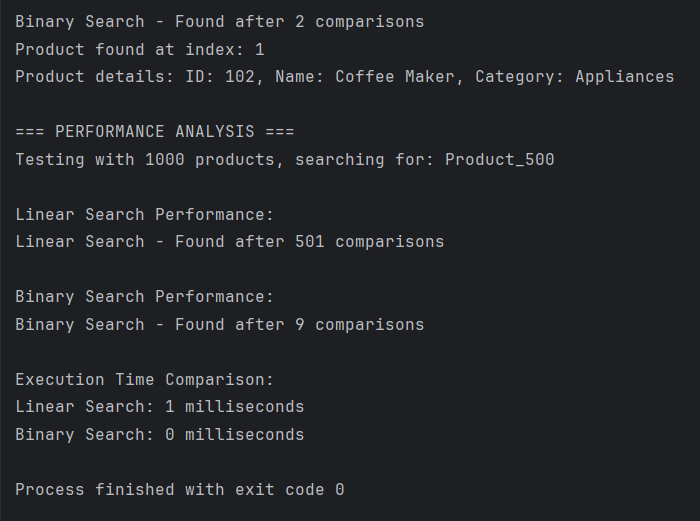 Binary Search - Found after 2 comparisons
Product found at index: 1
Product details: ID: 102, Name: Coffee Maker, Category: Appliances
=== PERFORMANCE ANALYSIS ===
Testing with 1000 products, searching for: Product_500
Linear Search Performance:
Linear Search - Found after 501 comparisons
Binary Search Performance:
Binary Search - Found after 9 comparisons
Execution Time Comparison:
Linear Search: 1 milliseconds
Binary Search: 0 milliseconds
Process finished with exit code 0